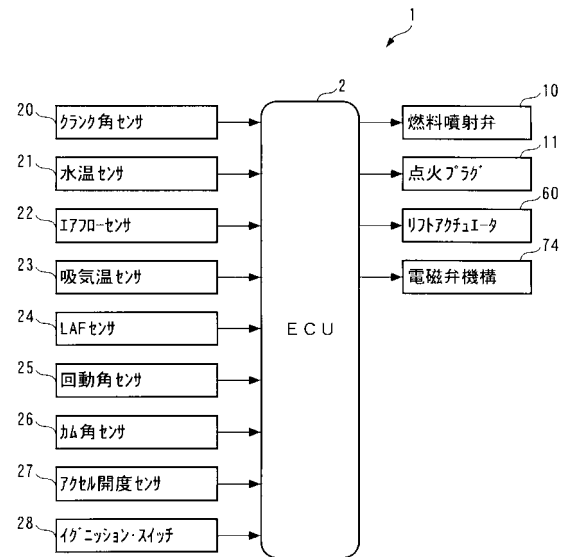 1
2
20
クランク角センサ
21
水温センサ
22
エアフローセンサ
23
吸気温センサ
24
LAFセンサ
25
回動角センサ
26
カム角センサ
27
アクセル開度センサ
28
イグニッション・スイッチ
ECU
10
燃料噴射弁
11
点火プラグ
60
リフトアクチュエータ
74
電磁弁機構